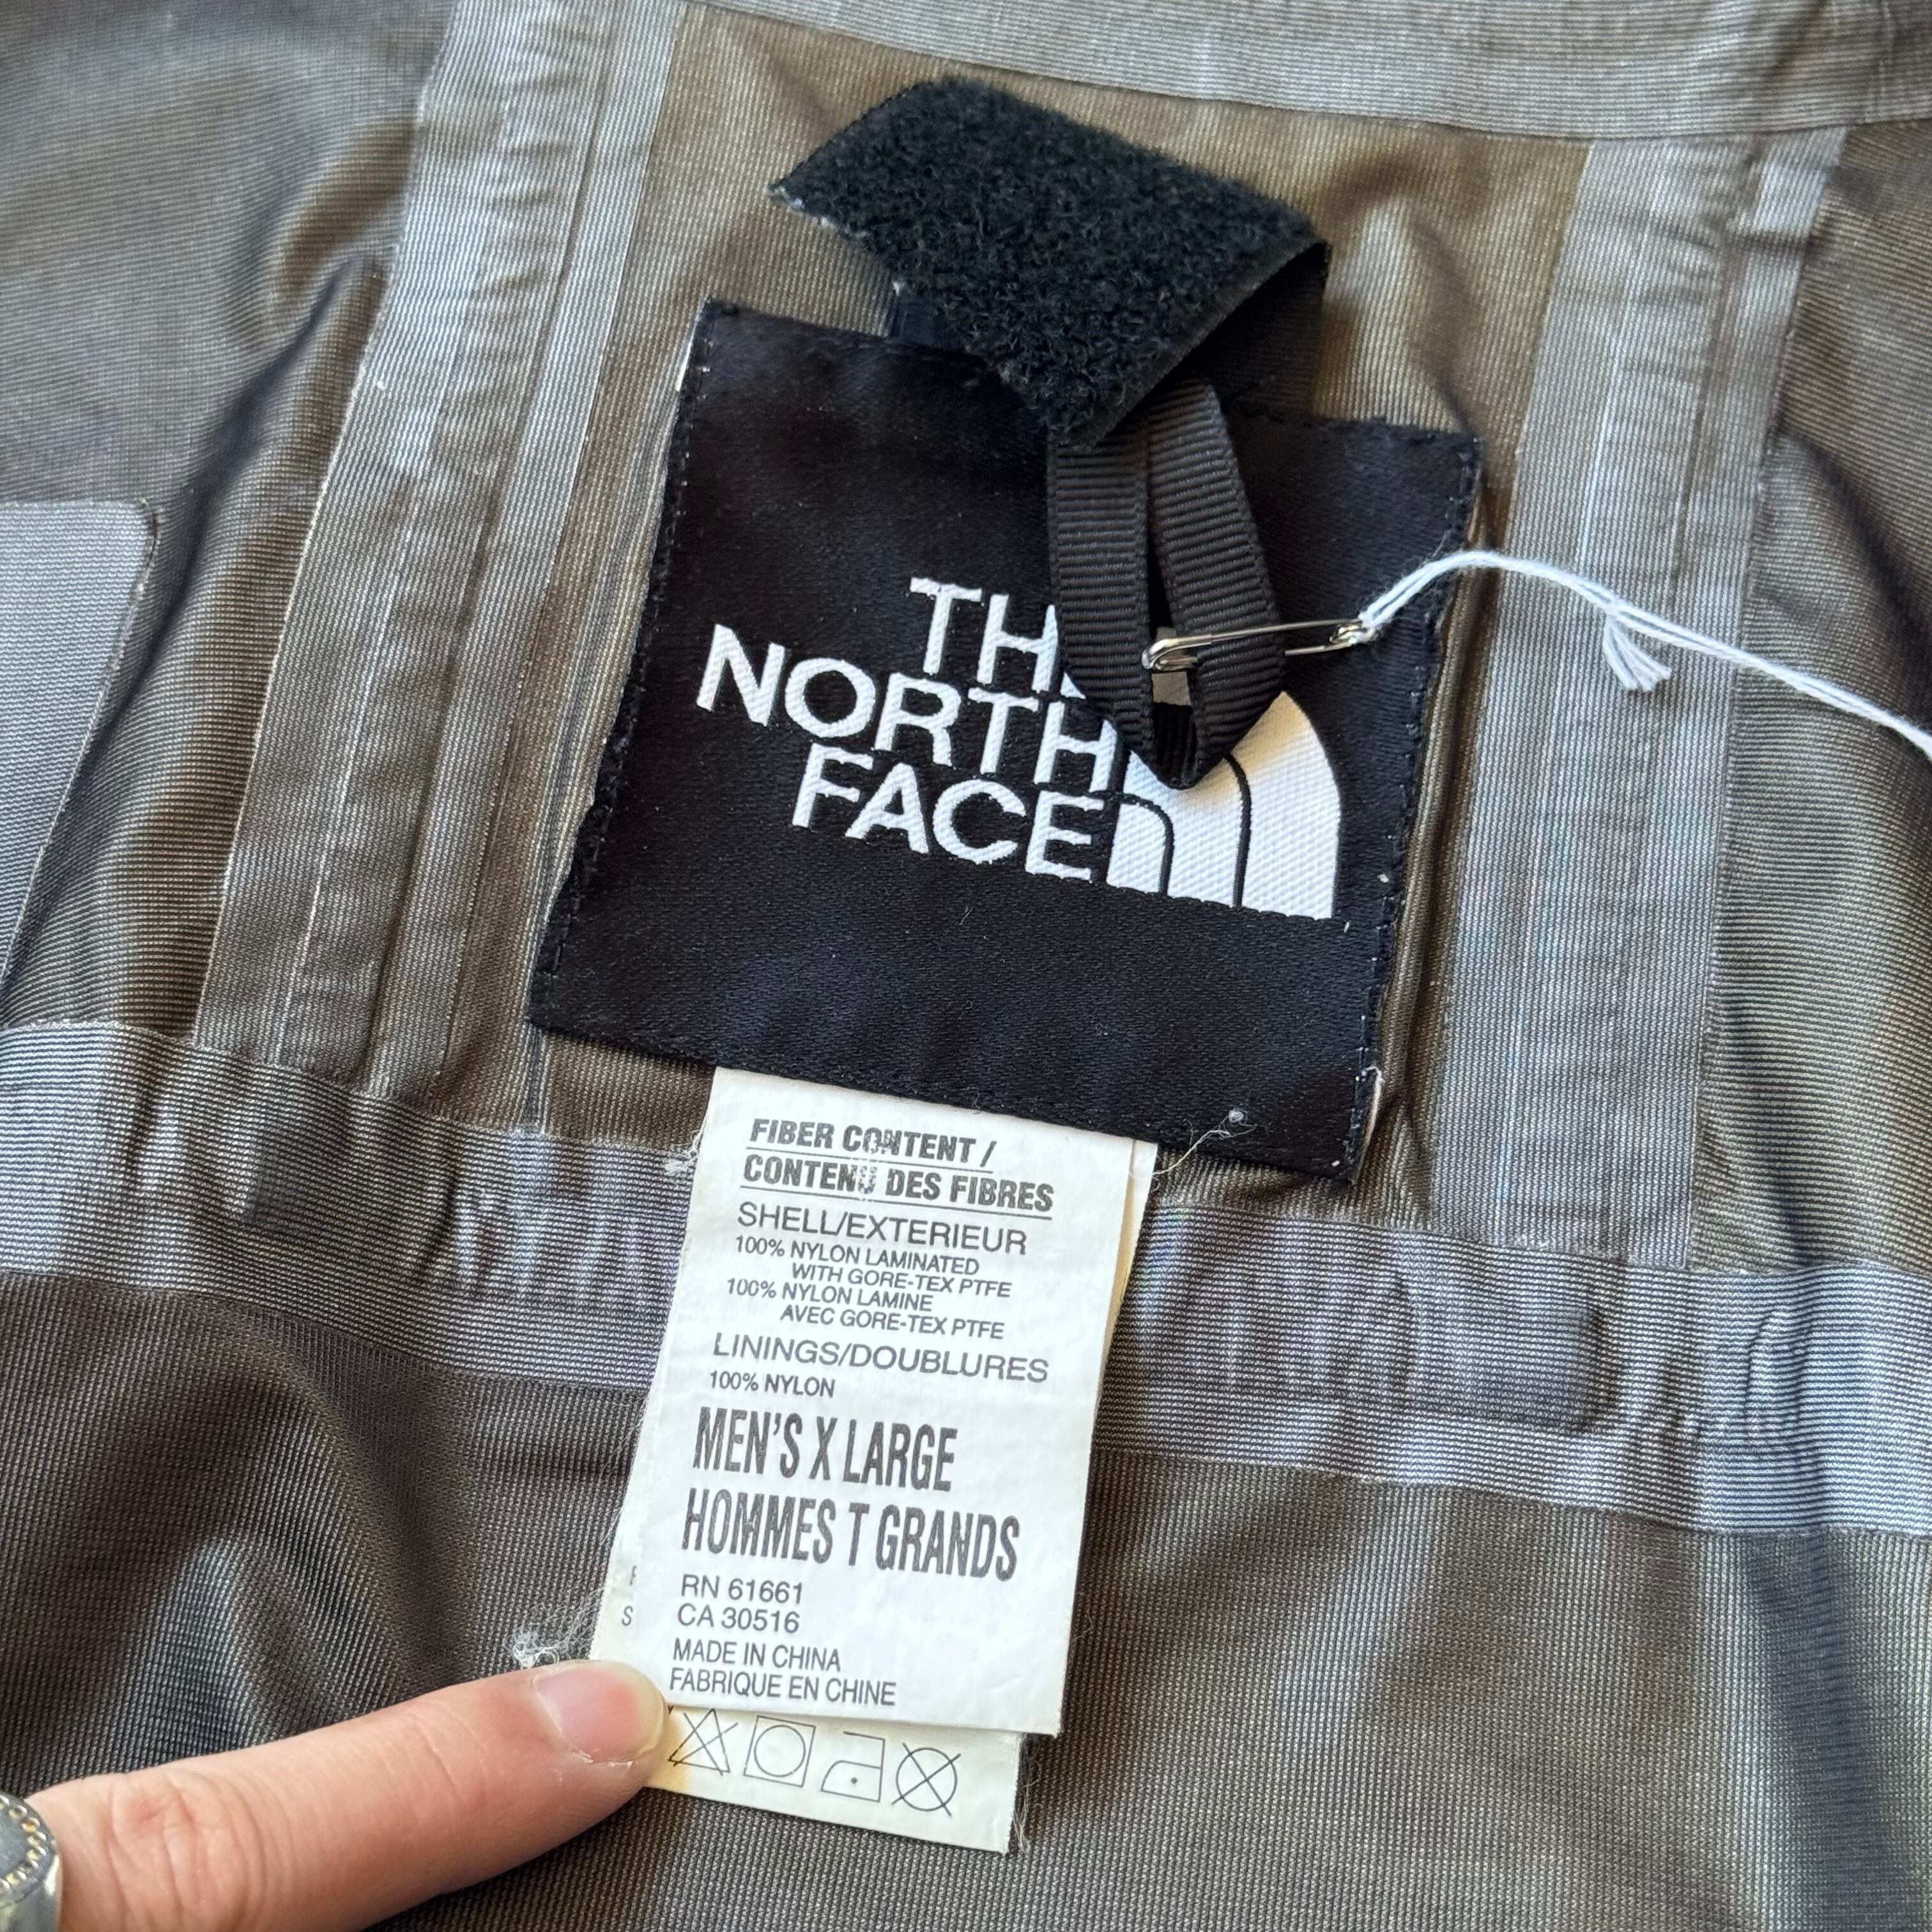 THE
NORTH
FACE
FIBER CONTENT /
CONTENU DES FIBRES
SHELL/EXTERIEUR
100% NYLON LAMINATED
WITH GORE-TEX PTFE
100% NYLON LAMINE
AVEC GORE-TEX PTFE
LININGS/DOUBLURES
100% NYLON
MEN'S X LARGE
HOMMES T GRANDS
RN 61661
CA 30516
MADE IN CHINA
FABRIQUE EN CHINE